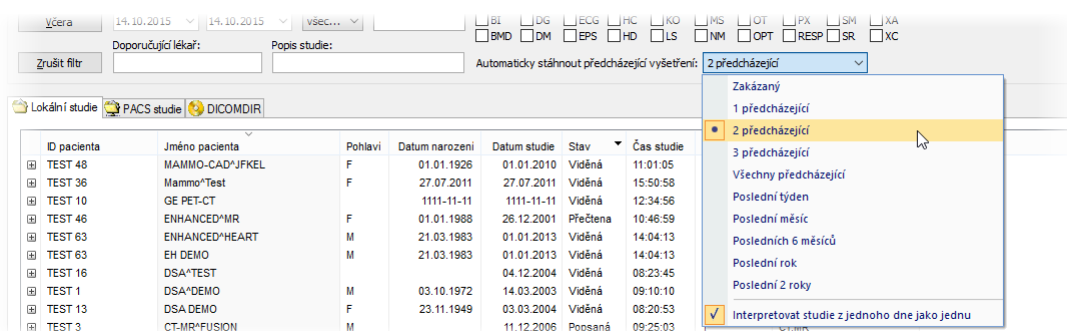 Včera 14.10.2015 14.10.2015 všec... BI DG ECG HC KO MS OT PX SM XA
BMD DM EPS HD LS NM OPT RESP SR XC
Doporučující lékař: Popis studie:
Zrušit filtr Automaticky stáhnout předcházející vyšetření: 2 předcházející
Zakázaný
1 předcházející
2 předcházející
3 předcházející
Všechny předcházející
Poslední týden
Poslední měsíc
Posledních 6 měsíců
Poslední rok
Poslední 2 roky
Interpretovat studie z jednoho dne jako jednu
Lokální studie PACS studie DICOMDIR
ID pacienta Jméno pacienta Pohlaví Datum narozeni Datum studie Stav Čas studie
TEST 48 MAMMO-CAD^JFKEL F 01.01.1926 01.01.2010 Viděná 11:01:05
TEST 36 Mammo^Test F 27.07.2011 27.07.2011 Viděná 15:50:58
TEST 10 GE PET-CT 1111-11-11 1111-11-11 Viděná 12:34:56
TEST 46 ENHANCED^MR F 01.01.1988 26.12.2001 Přečtena 10:46:59
TEST 63 ENHANCED^HEART M 21.03.1983 01.01.2013 Viděná 14:04:13
TEST 63 EH DEMO M 21.03.1983 01.01.2013 Viděná 14:04:13
TEST 16 DSA^TEST 04.12.2004 Viděná 08:23:45
TEST 1 DSA^DEMO M 03.10.1972 14.03.2003 Viděná 09:10:10
TEST 13 DSA DEMO F 23.11.1949 03.03.2004 Viděná 08:20:53
TEST 3 CT-MR^FUSION M 11.12.2006 Popsaná 09:25:03